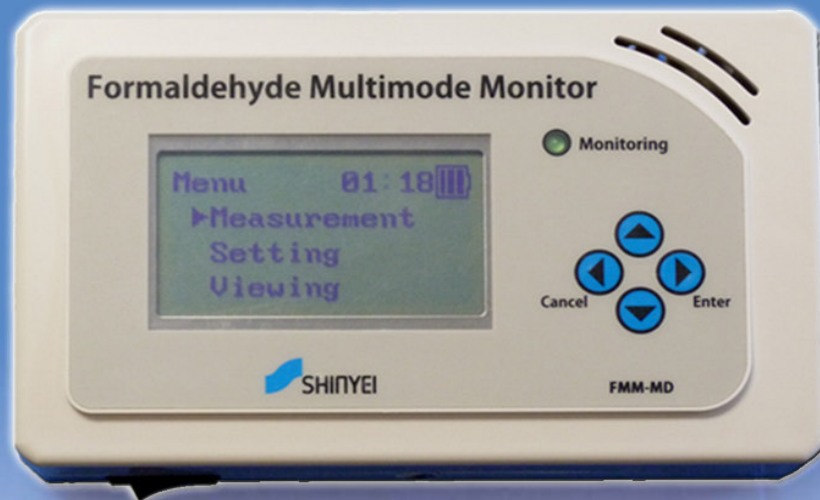 Formaldehyde Multimode Monitor
Monitoring
Menu 01:18
▶Measurement
Setting
Viewing
Cancel
Enter
SHINYEI
FMM-MD